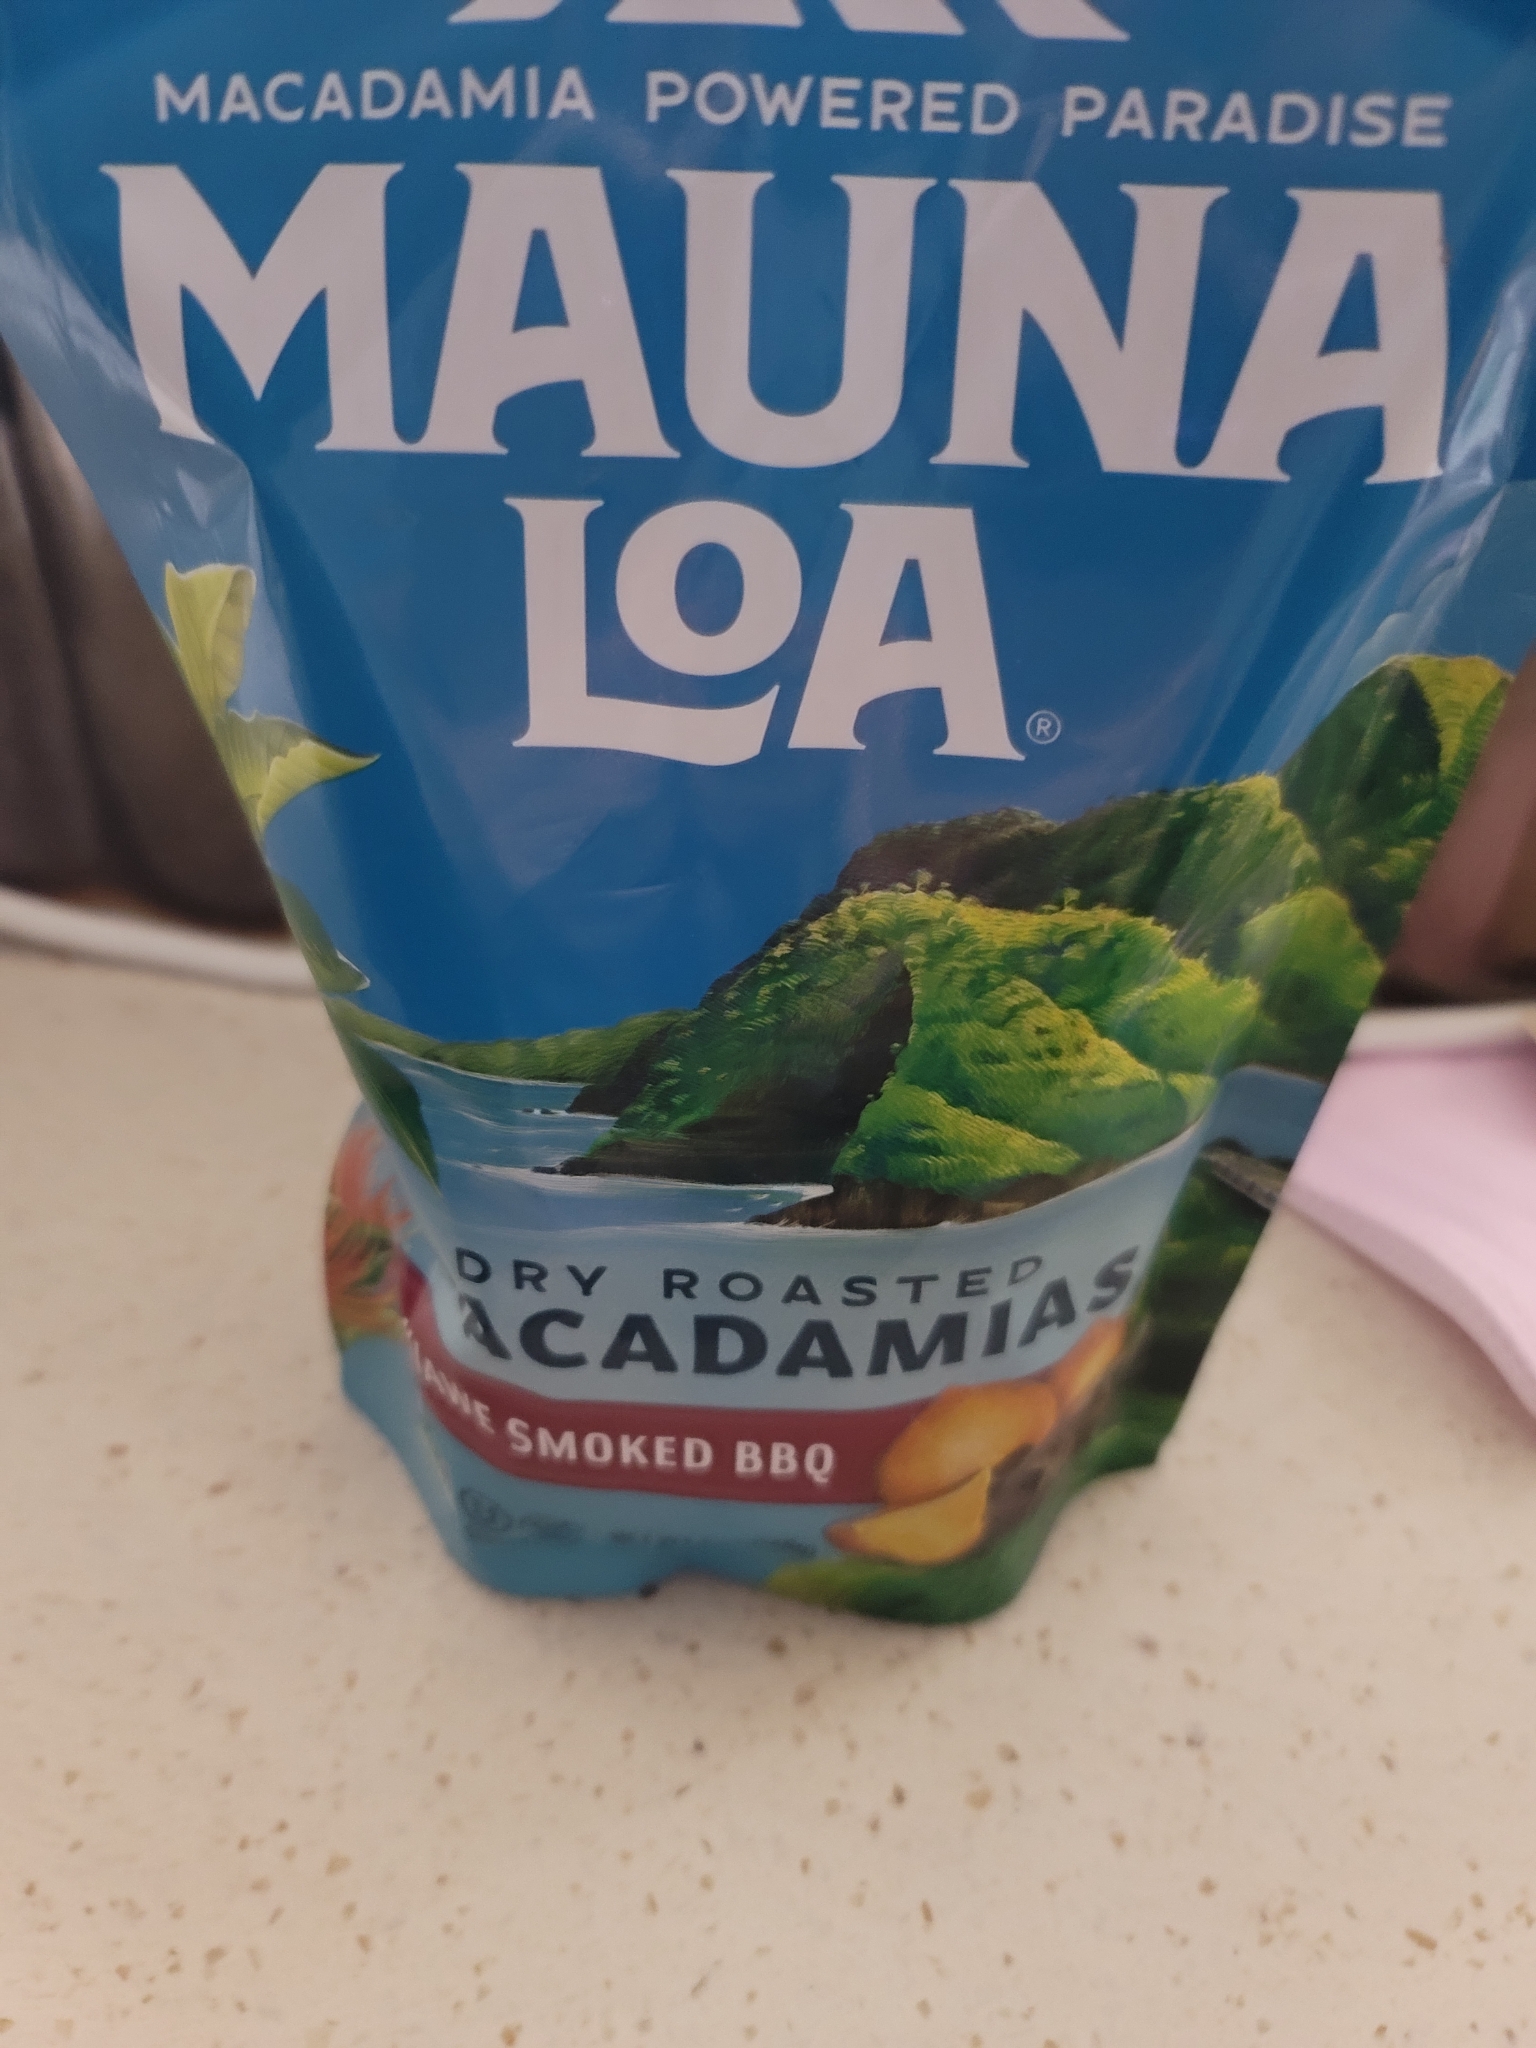 MACADAMIA POWERED PARADISE
MAUNA
LOA®
DRY ROASTED
ACADAMIAS
SMOKED BBQ